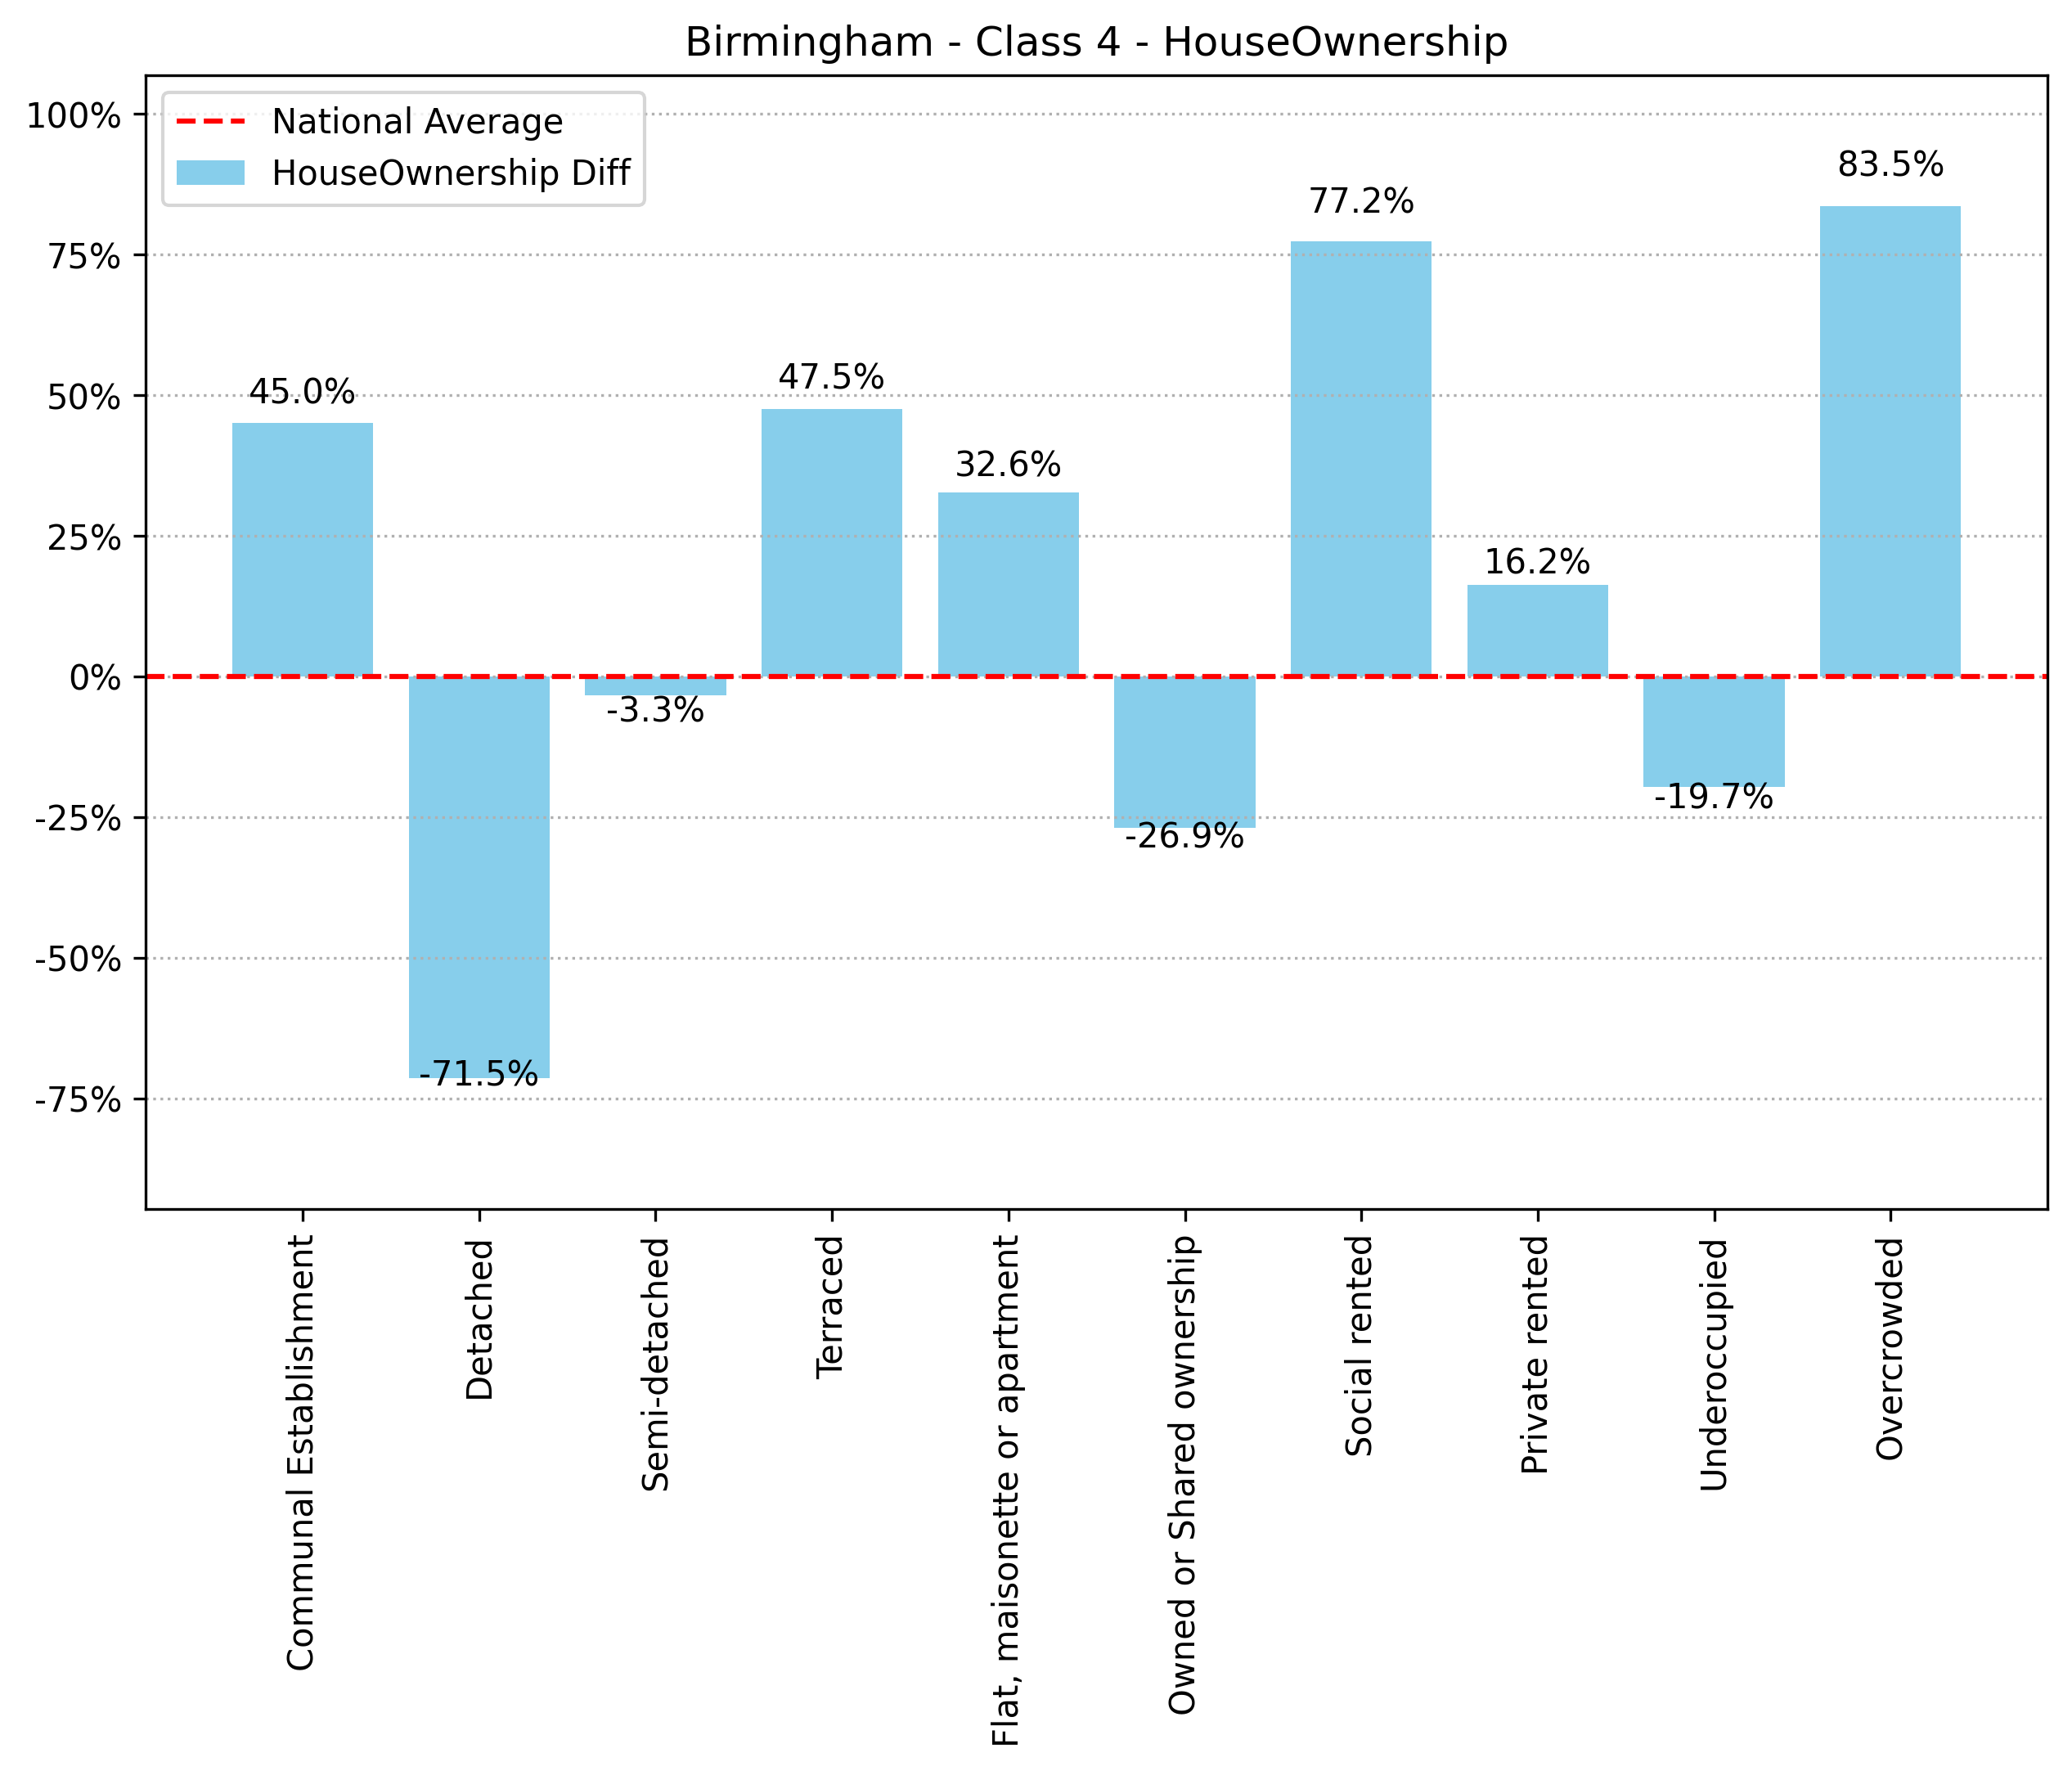 Birmingham - Class 4 - HouseOwnership
National Average
HouseOwnership Diff
100%
75%
50%
25%
0%
-25%
-50%
-75%
45.0%
-71.5%
-3.3%
47.5%
32.6%
-26.9%
77.2%
16.2%
-19.7%
83.5%
Communal Establishment
Detached
Semi-detached
Terraced
Flat, maisonette or apartment
Owned or Shared ownership
Social rented
Private rented
Underoccupied
Overcrowded